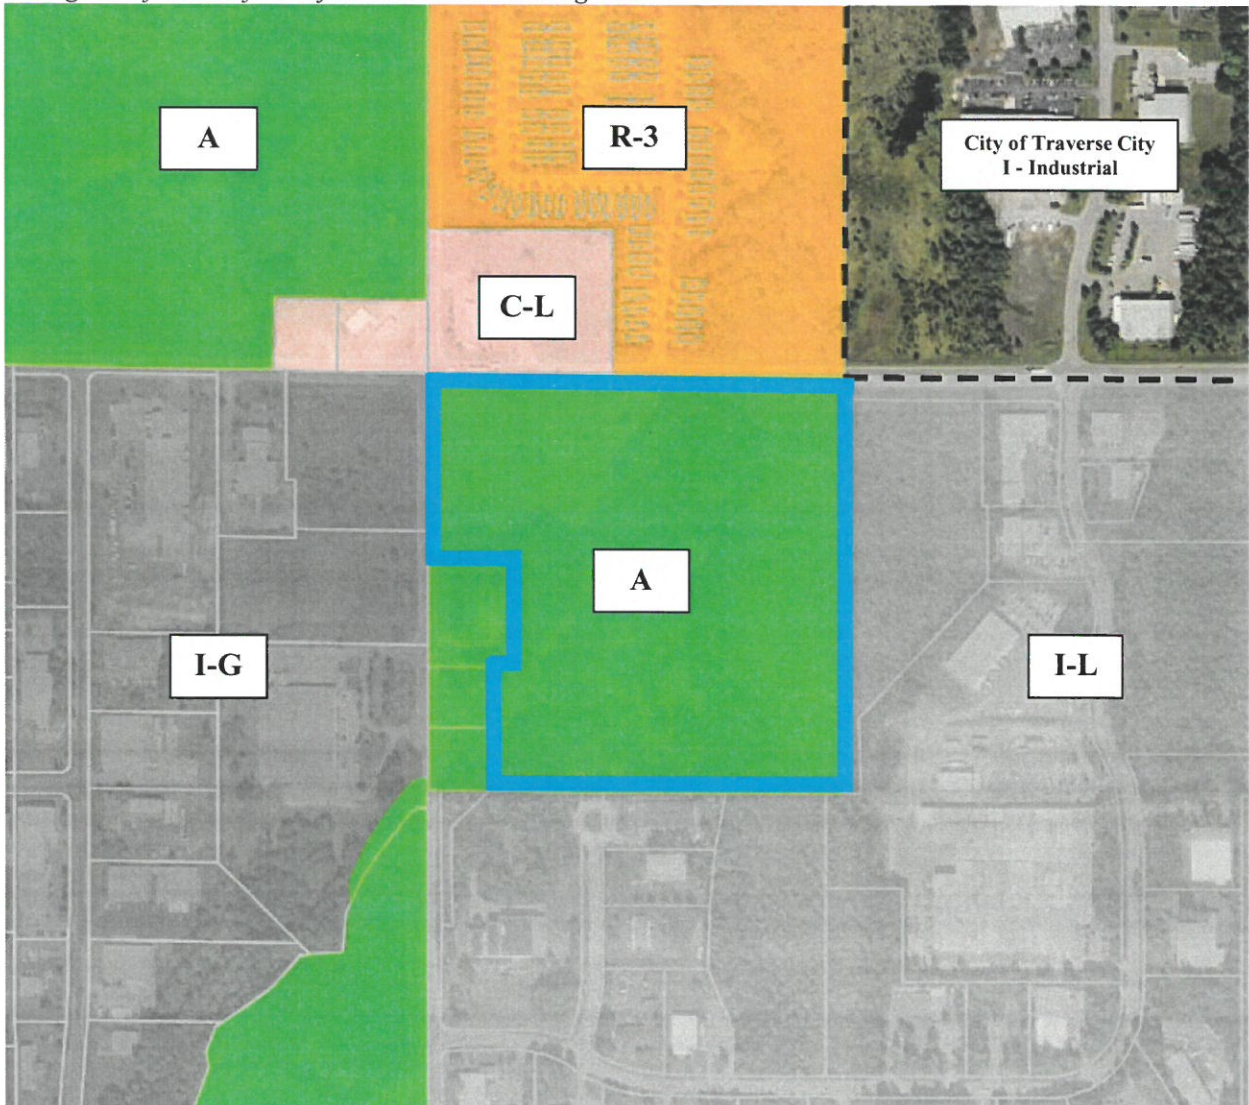 A
R-3
City of Traverse City
I - Industrial
C-L
A
I-G
I-L